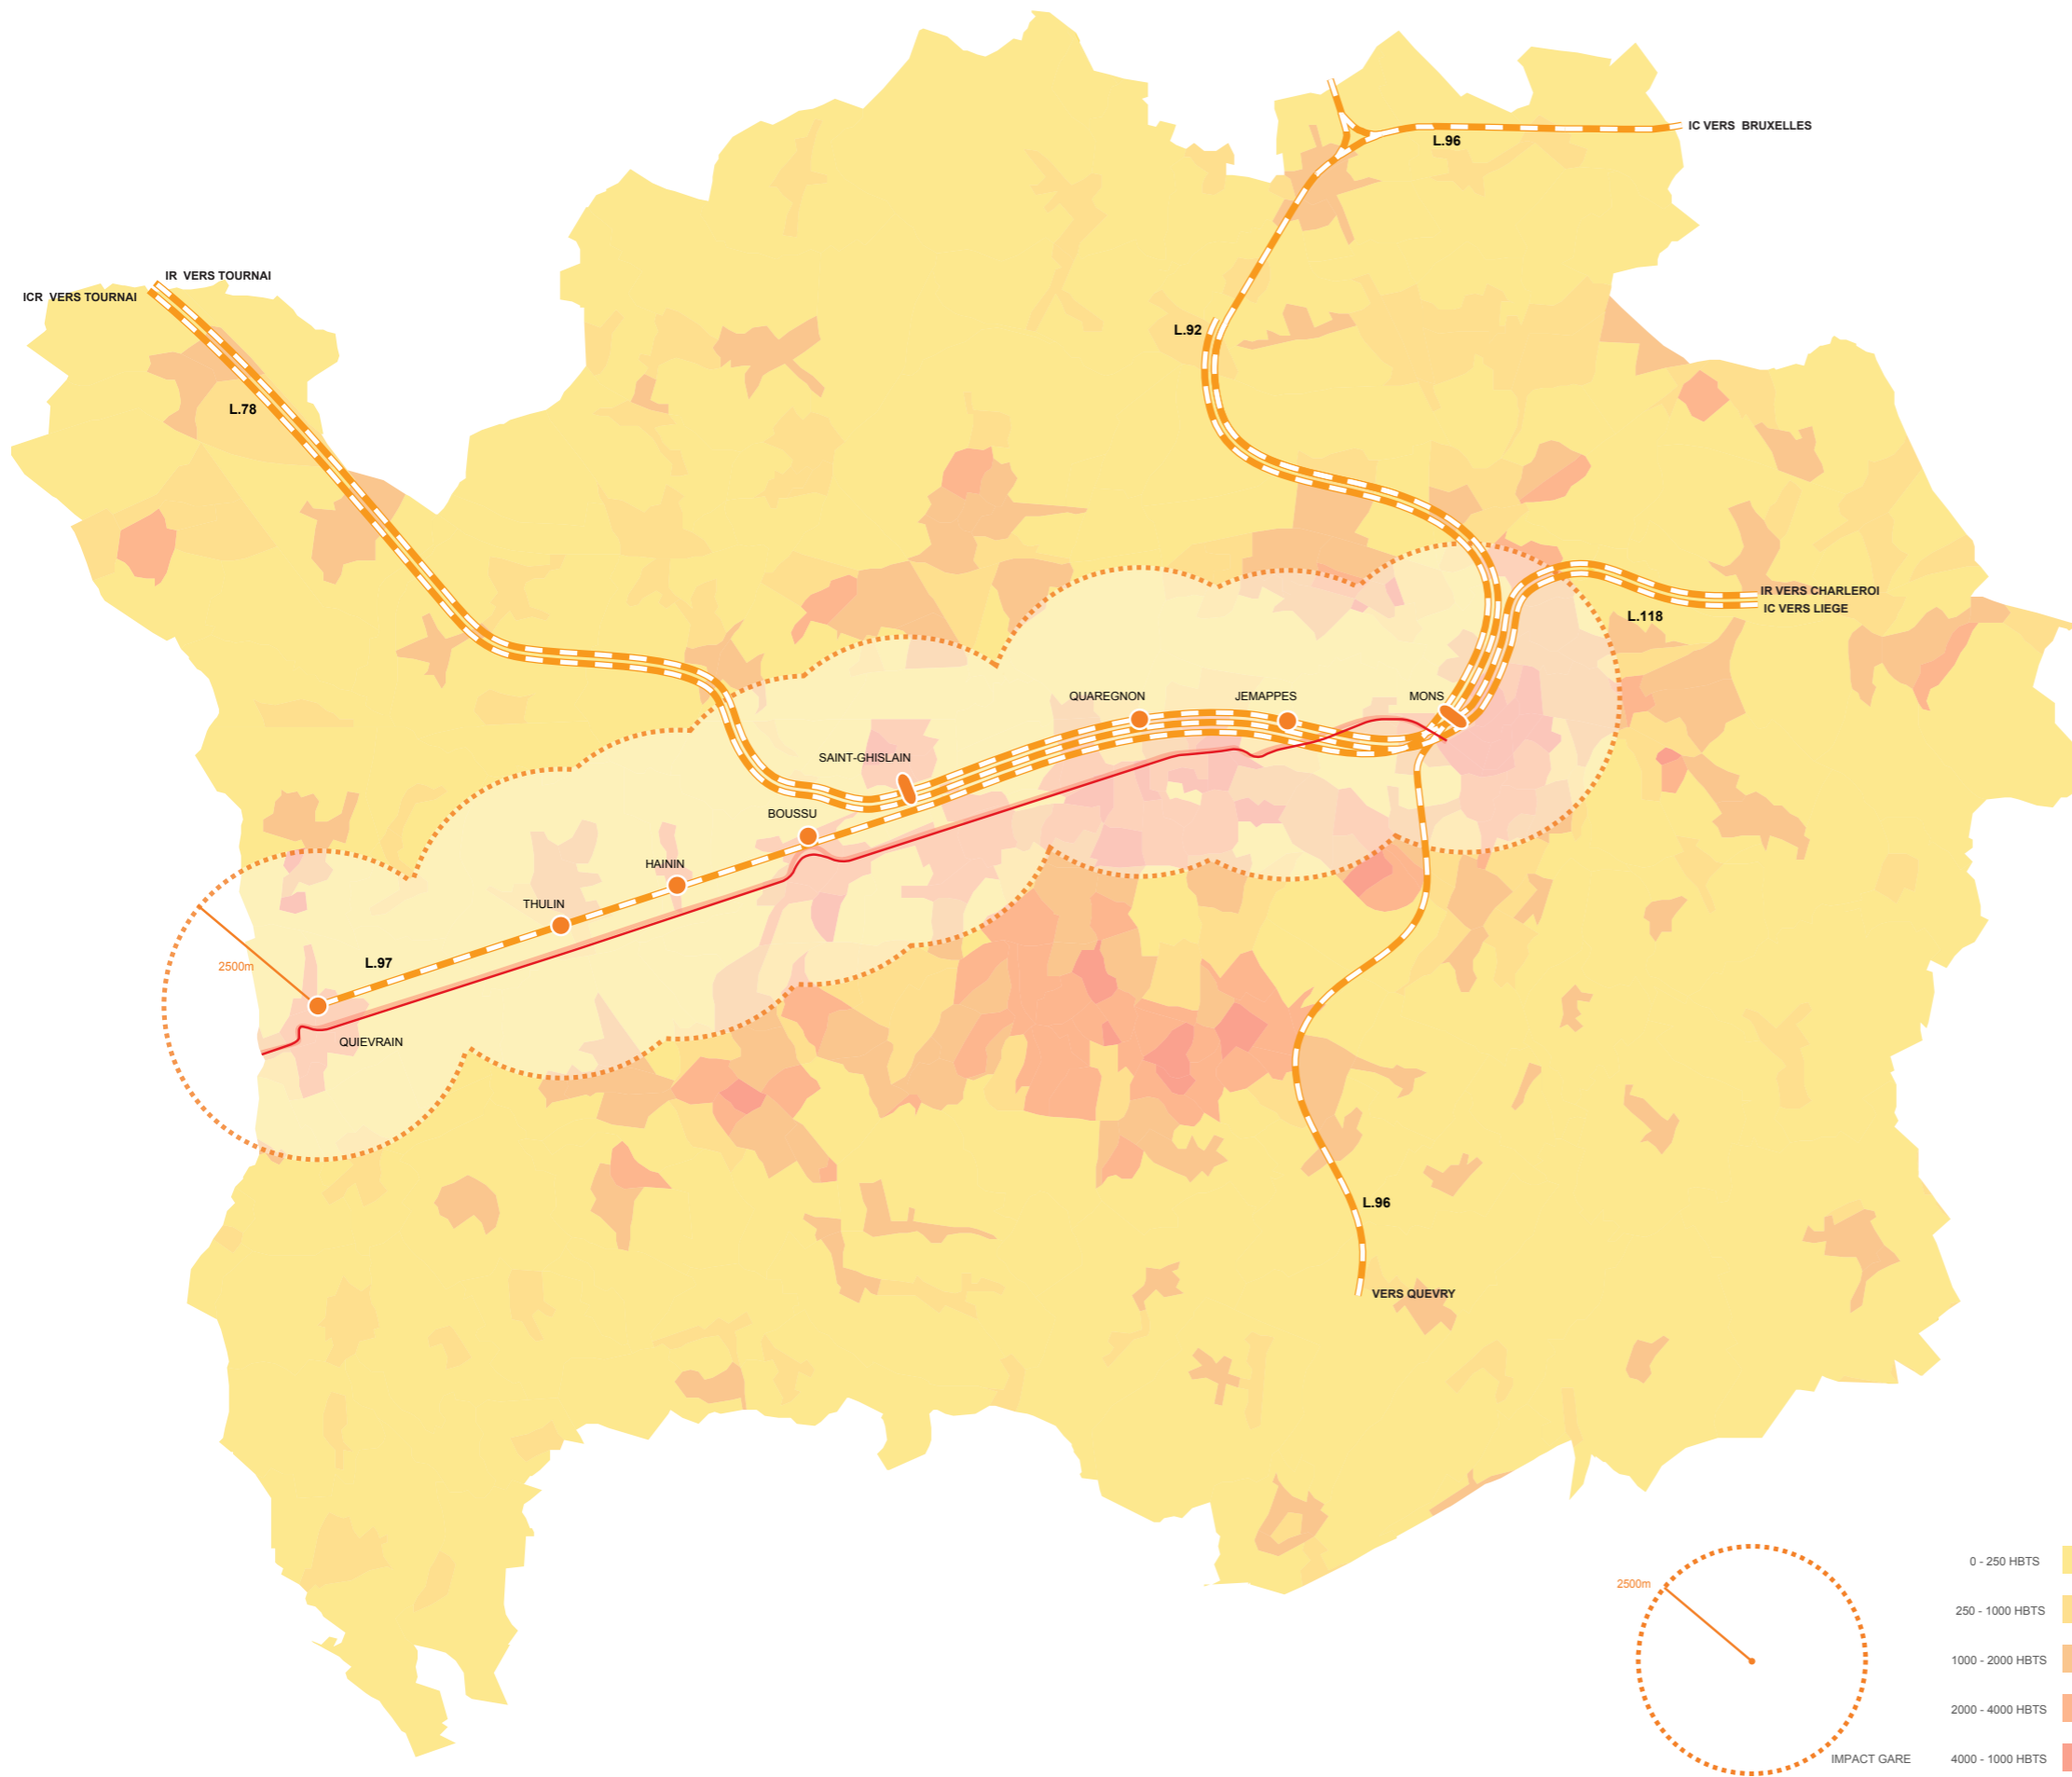 IC VERS  BRUXELLES
L.96
IR  VERS TOURNAI
ICR  VERS TOURNAI
L.92
L.78
IR VERS CHARLEROI
IC VERS LIEGE
L.118
QUAREGNON
JEMAPPES
MONS
SAINT-GHISLAIN
BOUSSU
HAININ
THULIN
L.97
2500m
QUIEVRAIN
L.96
VERS QUEVRY
0 - 250 HBTS
2500m
250 - 1000 HBTS
1000 - 2000 HBTS
2000 - 4000 HBTS
IMPACT GARE
4000 - 1000 HBTS